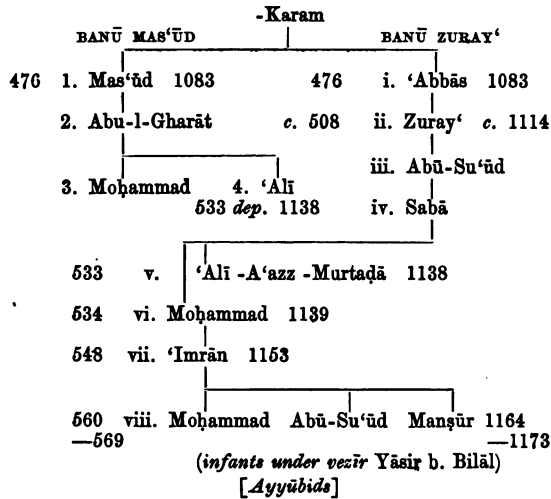 -Karam
BANŪ MAS‘ŪD BANŪ ZURAY‘
476 1. Mas‘ūd 1083 476 i. ‘Abbās 1083
2. Abu-l-Gharāt c. 508 ii. Zuray‘ c. 1114
iii. Abū-Su‘ūd
3. Moḥammad 4. ‘Alī
533 dep. 1138 iv. Sabā
533 v. ‘Alī -A‘azz -Murtaḍā 1138
534 vi. Moḥammad 1139
548 vii. ‘Imrān 1153
560 viii. Moḥammad Abū-Su‘ūd Manṣūr 1164
—569 —1173
(infants under vezīr Yāsir b. Bilāl)
[Ayyūbids]